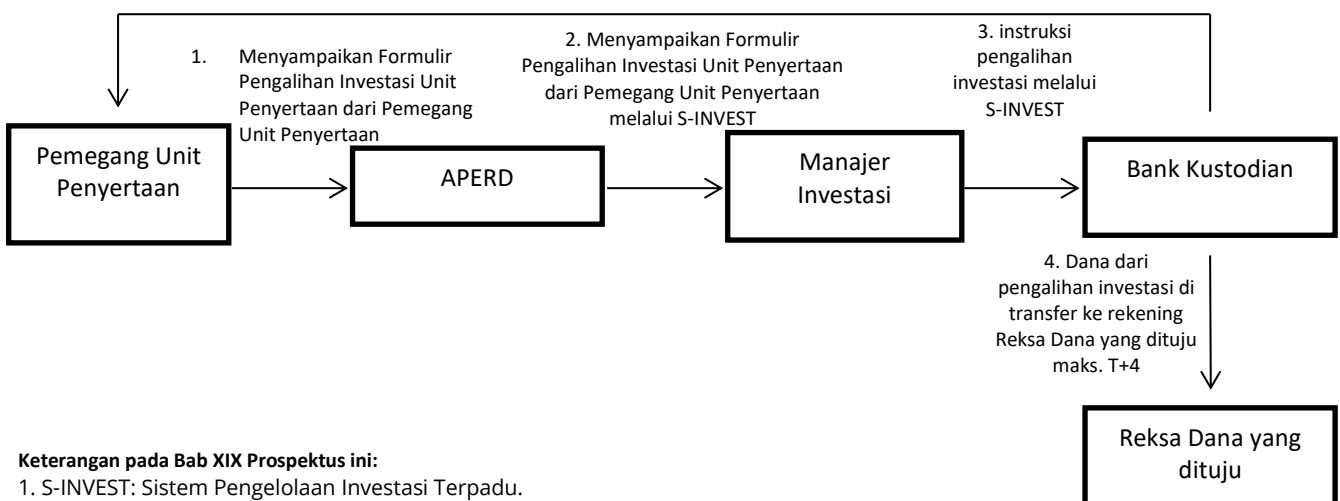 1. Menyampaikan Formulir
Pengalihan Investasi Unit
Penyertaan dari Pemegang
Unit Penyertaan
2. Menyampaikan Formulir
Pengalihan Investasi Unit Penyertaan
dari Pemegang Unit Penyertaan
melalui S-INVEST
3. instruksi
pengalihan
investasi melalui
S-INVEST
Pemegang Unit
Penyertaan
APERD
Manajer
Investasi
Bank Kustodian
4. Dana dari
pengalihan investasi di
transfer ke rekening
Reksa Dana yang dituju
maks. T+4
Reksa Dana yang
dituju
Keterangan pada Bab XIX Prospektus ini:
1. S-INVEST: Sistem Pengelolaan Investasi Terpadu.